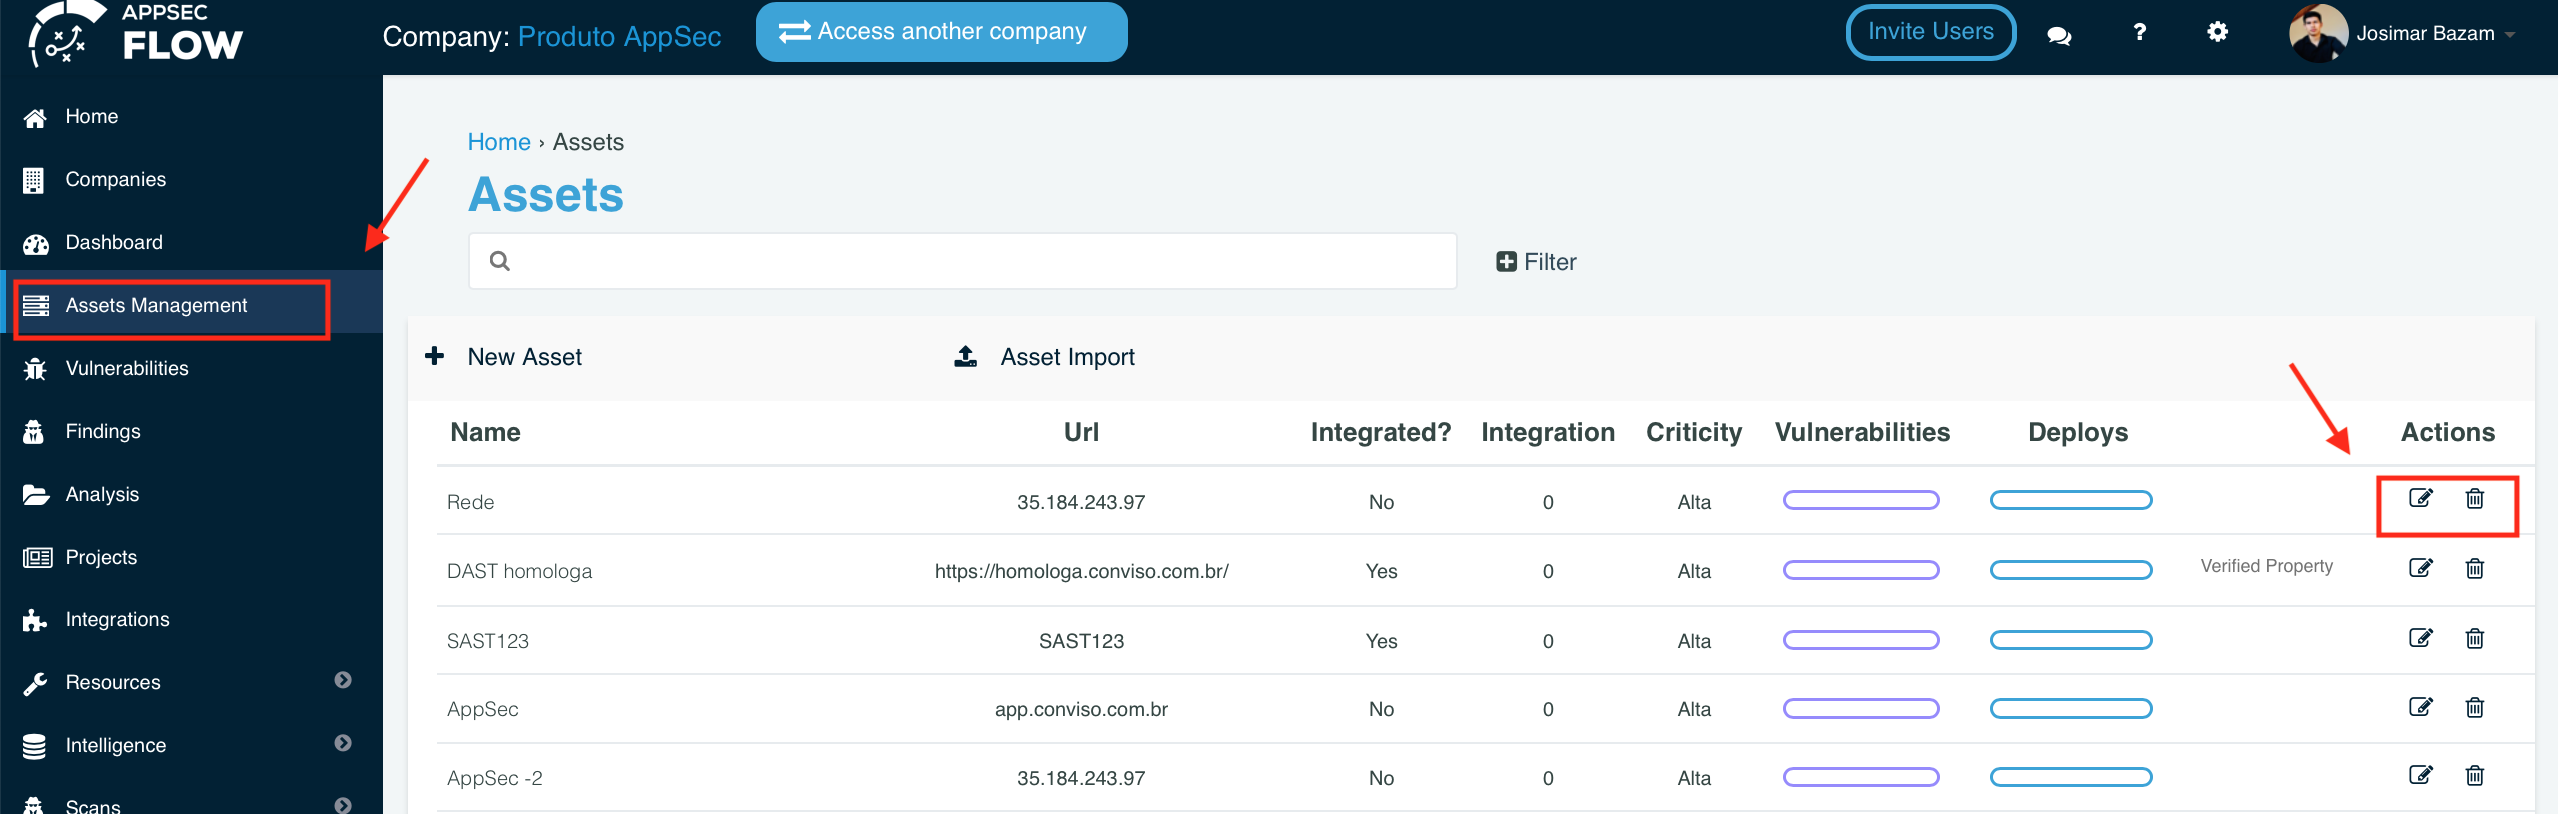 APPSEC
FLOW
Company: Produto AppSec
Access another company
Invite Users
?
Josimar Bazam
Home
Companies
Dashboard
Assets Management
Vulnerabilities
Findings
Analysis
Projects
Integrations
Resources
Intelligence
Scans
Home › Assets
Assets
Filter
New Asset
Asset Import
Name Url Integrated? Integration Criticity Vulnerabilities Deploys Actions
Rede 35.184.243.97 No 0 Alta
DAST homologa https://homologa.conviso.com.br/ Yes 0 Alta Verified Property
SAST123 SAST123 Yes 0 Alta
AppSec app.conviso.com.br No 0 Alta
AppSec -2 35.184.243.97 No 0 Alta